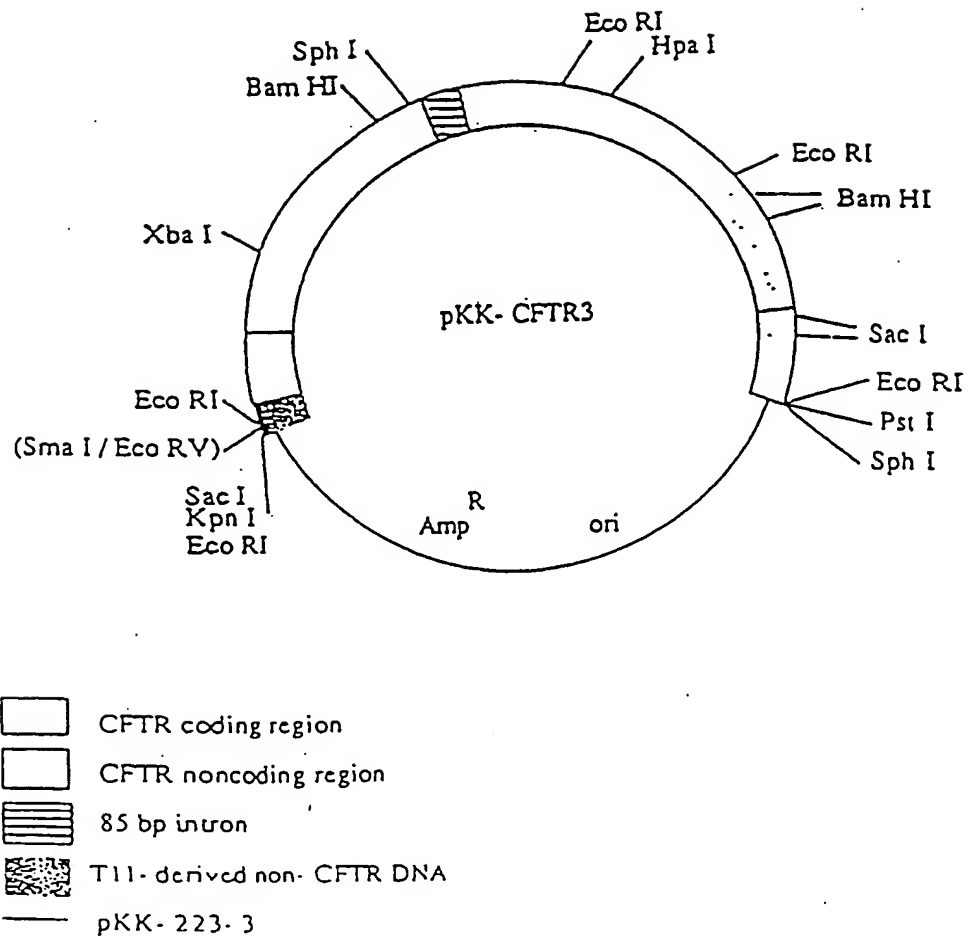 Eco RI
Hpa I
Sph I
Bam HI
Eco RI
Bam HI
Xba I
pKK- CFTR3
Sac I
Eco RI
Eco RI
Pst I
(Sma I / Eco RV)
Sph I
Sac I
Kpn I
Eco RI
Amp R
ori
CFTR coding region
CFTR noncoding region
85 bp intron
T11- derived non- CFTR DNA
pKK- 223- 3